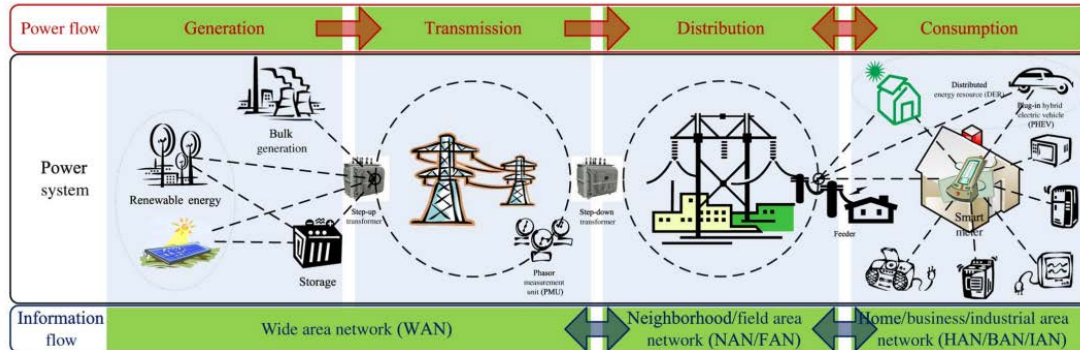 Power flow
Generation
Transmission
Distribution
Consumption
Power
system
Bulk
generation
Renewable energy
Storage
Step-up
transformer
Phasor
measurement
unit (PMU)
Step-down
transformer
Feeder
Distributed
energy resource (DER)
Plug-in hybrid
electric vehicle
(PHEV)
Smart
meter
Information
flow
Wide area network (WAN)
Neighborhood/field area
network (NAN/FAN)
Home/business/industrial area
network (HAN/BAN/IAN)